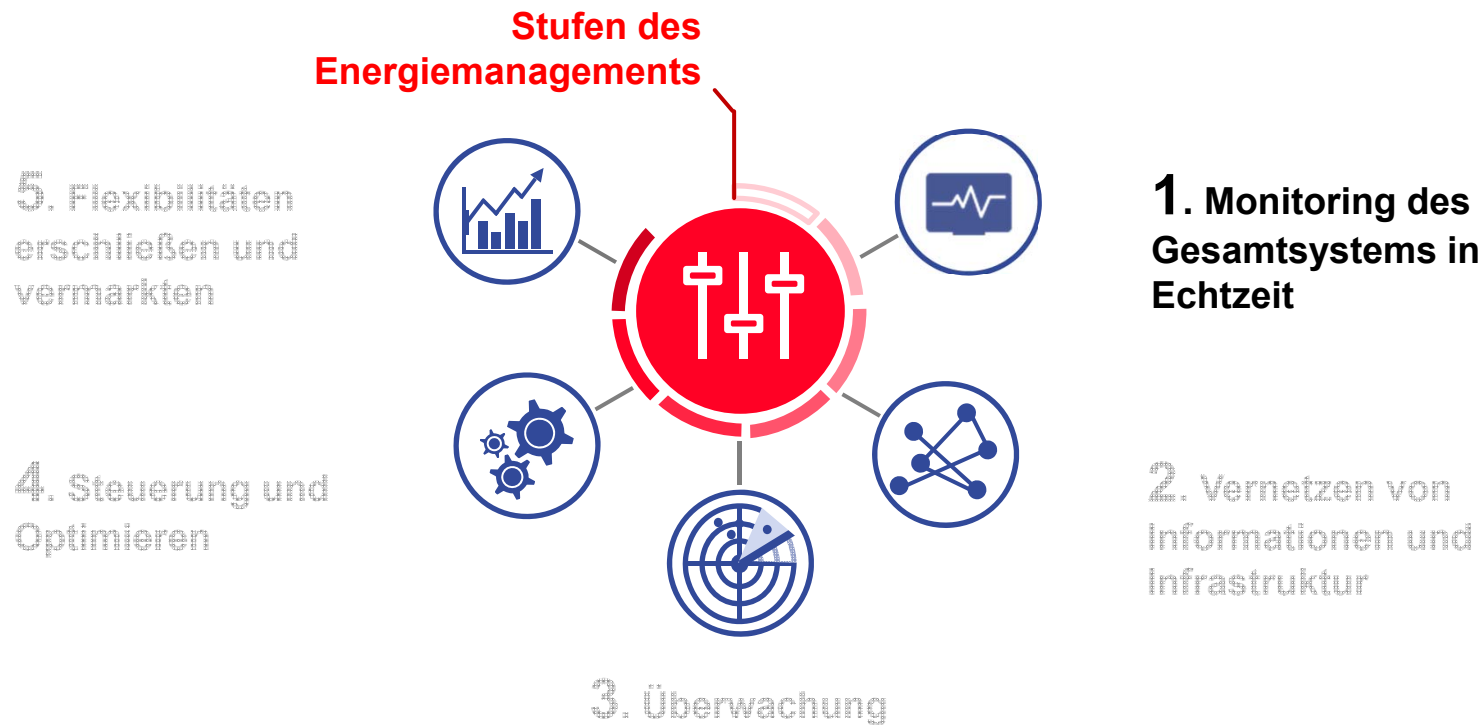 Stufen des
Energiemanagements
1. Monitoring des
Gesamtsystems in
Echtzeit
2. Vernetzen von
Informationen und
Infrastruktur
3. Überwachung
4. Steuerung und
Optimieren
5. Flexibilitäten
erschließen und
vermarkten